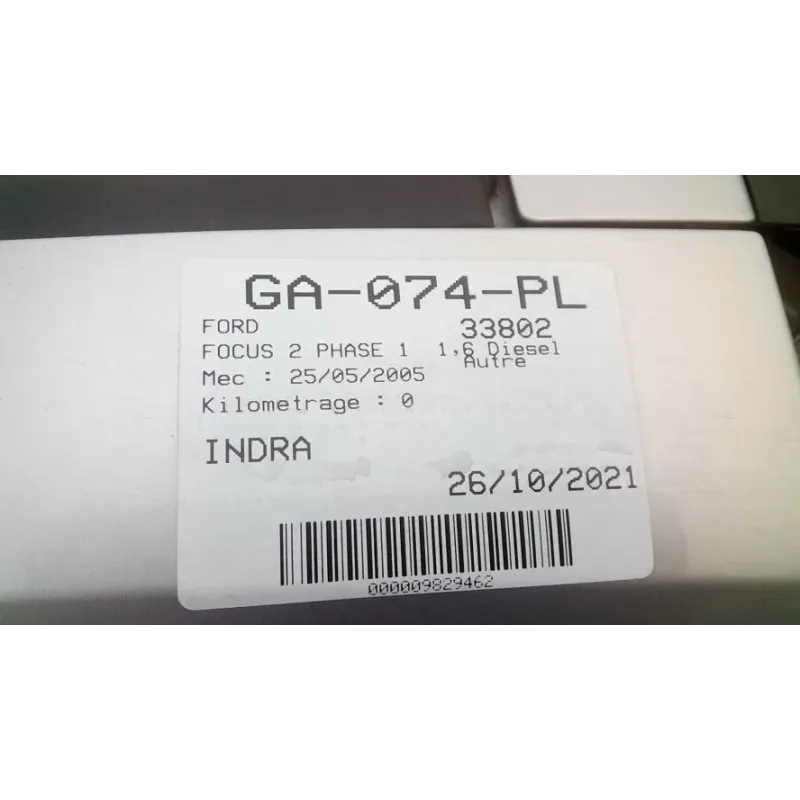 GA-074-PL
FORD 33802
FOCUS 2 PHASE 1 1,6 Diesel
Autre
Mec : 25/05/2005
Kilometrage : 0
INDRA
26/10/2021
000009829462